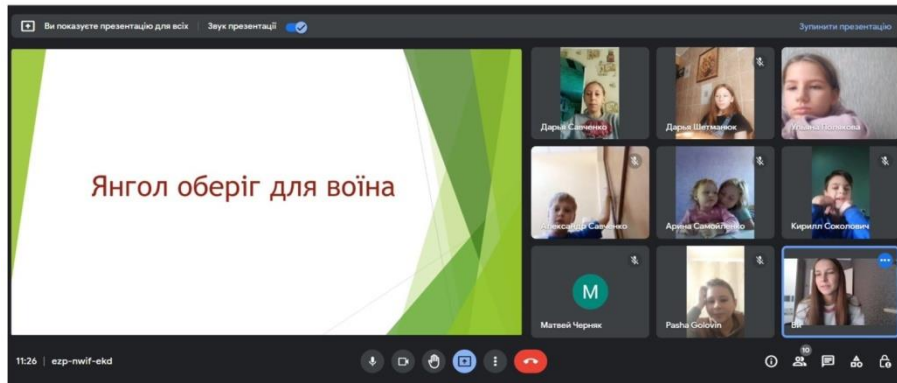 Ви показуєте презентацію для всіх
Звук презентації
Зупинити презентацію
Янгол оберіг для воїна
Дарья Савченко
Дарья Шетманюк
Ульяна Полякова
Александр Савченко
Арина Самойленко
Кирилл Соколович
М
Матвей Черняк
Pasha Golovin
Ви
11:26 | ezp-nwif-ekd
10